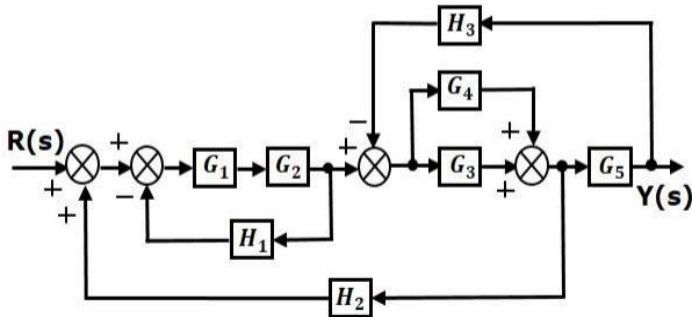 H₃
−
G₄
R(s)
+
+
+
+
G₁
G₂
G₃
G₅
+
−
+
+
Y(s)
H₁
H₂